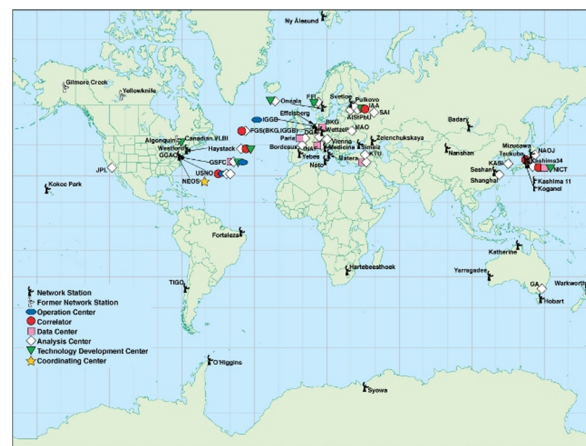 Ny Ålesund
Gilmore Creek
Yellowknife
Onsala
FFI
Svetloe
Pulkovo
IAA
SAI
Effelsberg
IGGB
BKG
FGS(BKG,IGGB)
Wettzell
MAO
Badary
Algonquin
Canadian VLBI
Westford
Haystack
GGAO
GSFC
Paris
Bordeaux
Vienna
Medicina
Simeiz
Zelenchukskaya
Yebes
Noto
Matera
Nanshan
Mizusawa
NAOJ
Tsukuba
Kashima34
KASI
NICT
Seshan
Shanghai
Kashima 11
Koganei
JPL
USNO
NEOS
Kokee Park
Fortaleza
Hartebeesthoek
Katherine
Yarragadee
Warkworth
GA
Hobart
TIGO
O'Higgins
Syowa
Network Station
Former Network Station
Operation Center
Correlator
Data Center
Analysis Center
Technology Development Center
Coordinating Center